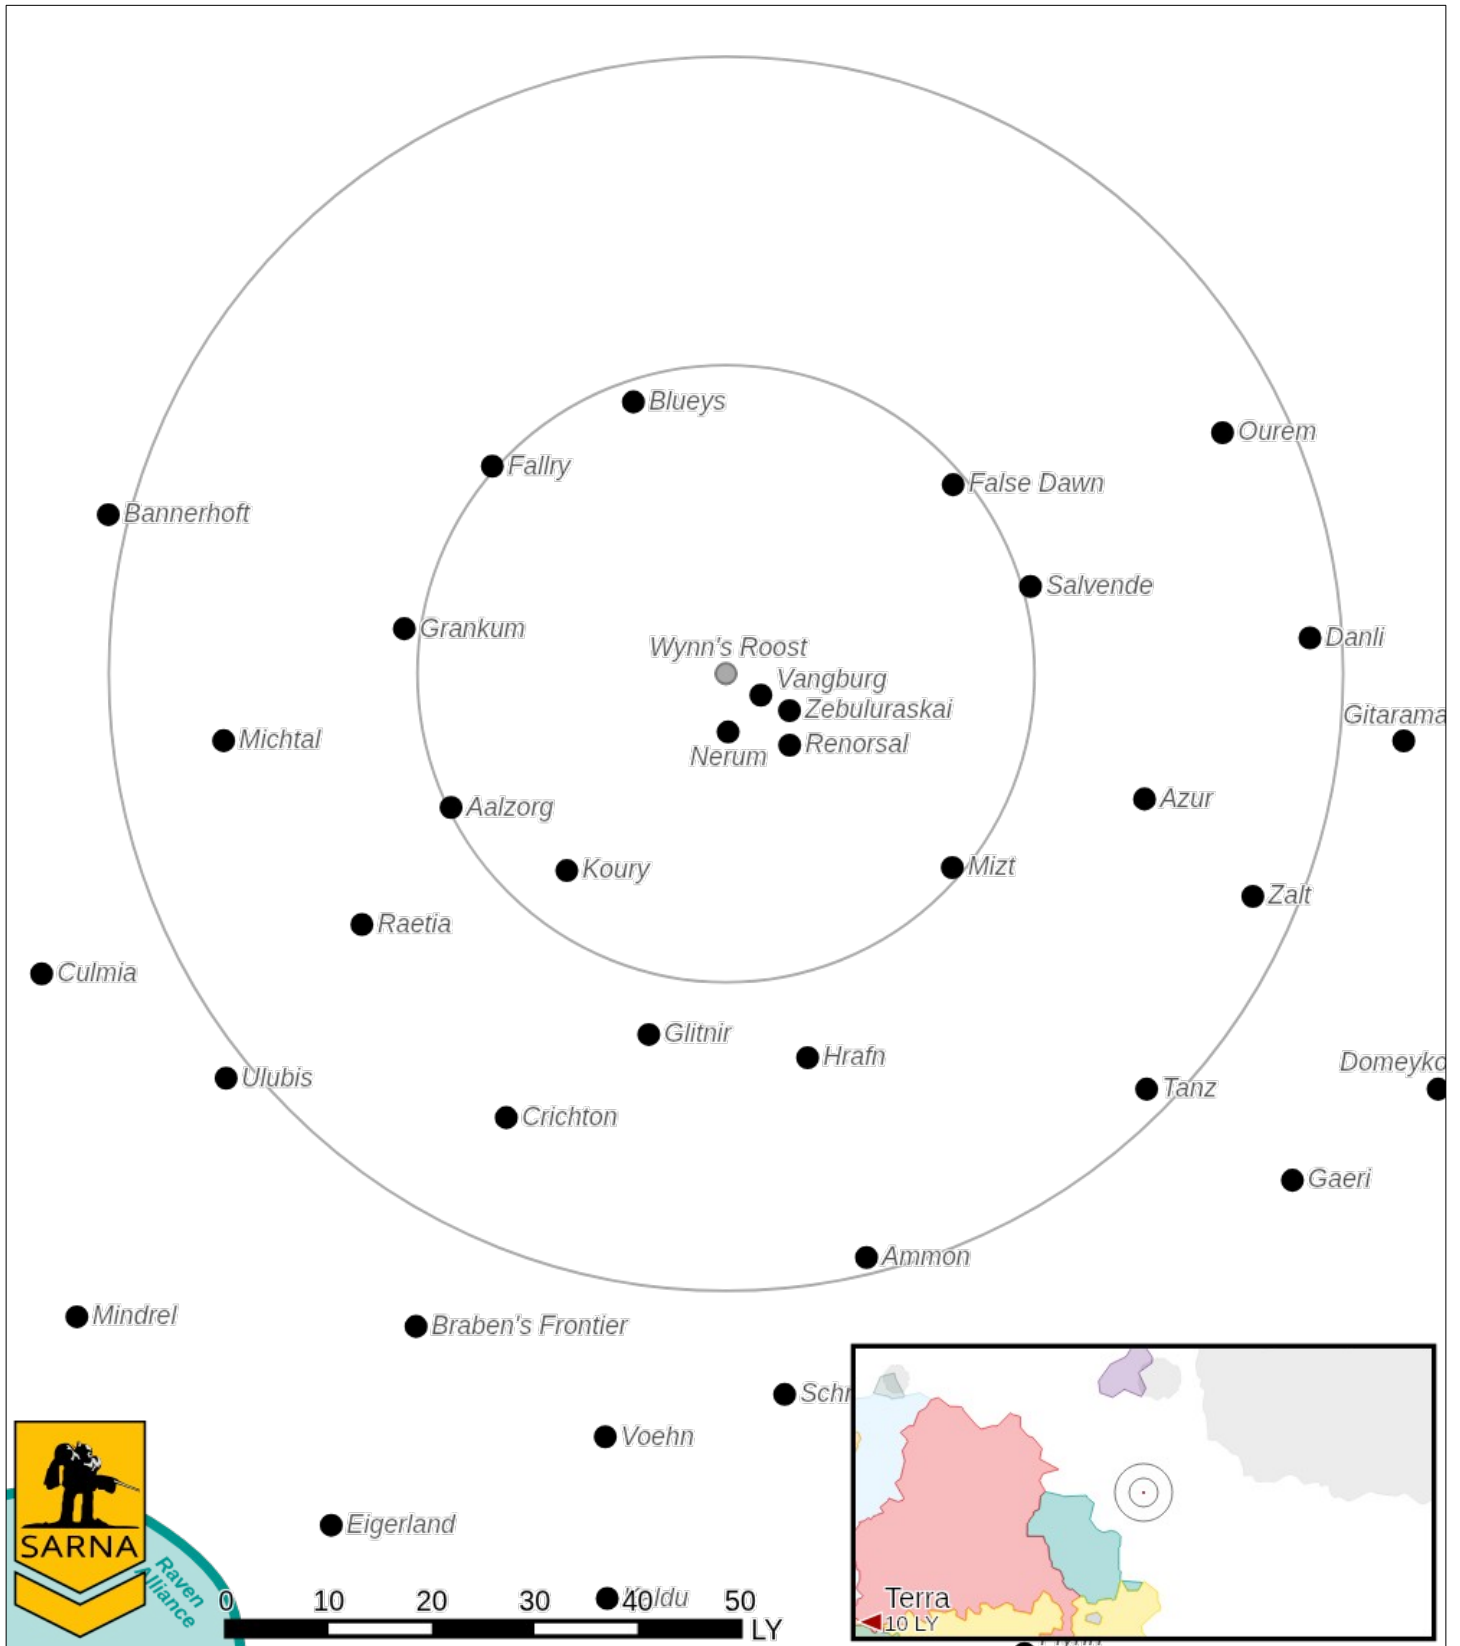 Blueys
Ourem
Fallry
False Dawn
Bannerhoft
Salvende
Grankum
Danli
Wynn's Roost
Vangburg
Zebuluraskai
Gitarama
Michtal
Renorsal
Nerum
Azur
Aalzorg
Koury
Mizt
Zalt
Raetia
Culmia
Glitnir
Hrafn
Domeyko
Ulubis
Tanz
Crichton
Gaeri
Ammon
Mindrel
Braben's Frontier
Voehn
Eigerland
SARNA
Raven
Alliance
0 10 20 30 40 50
LY
Terra
10 LY